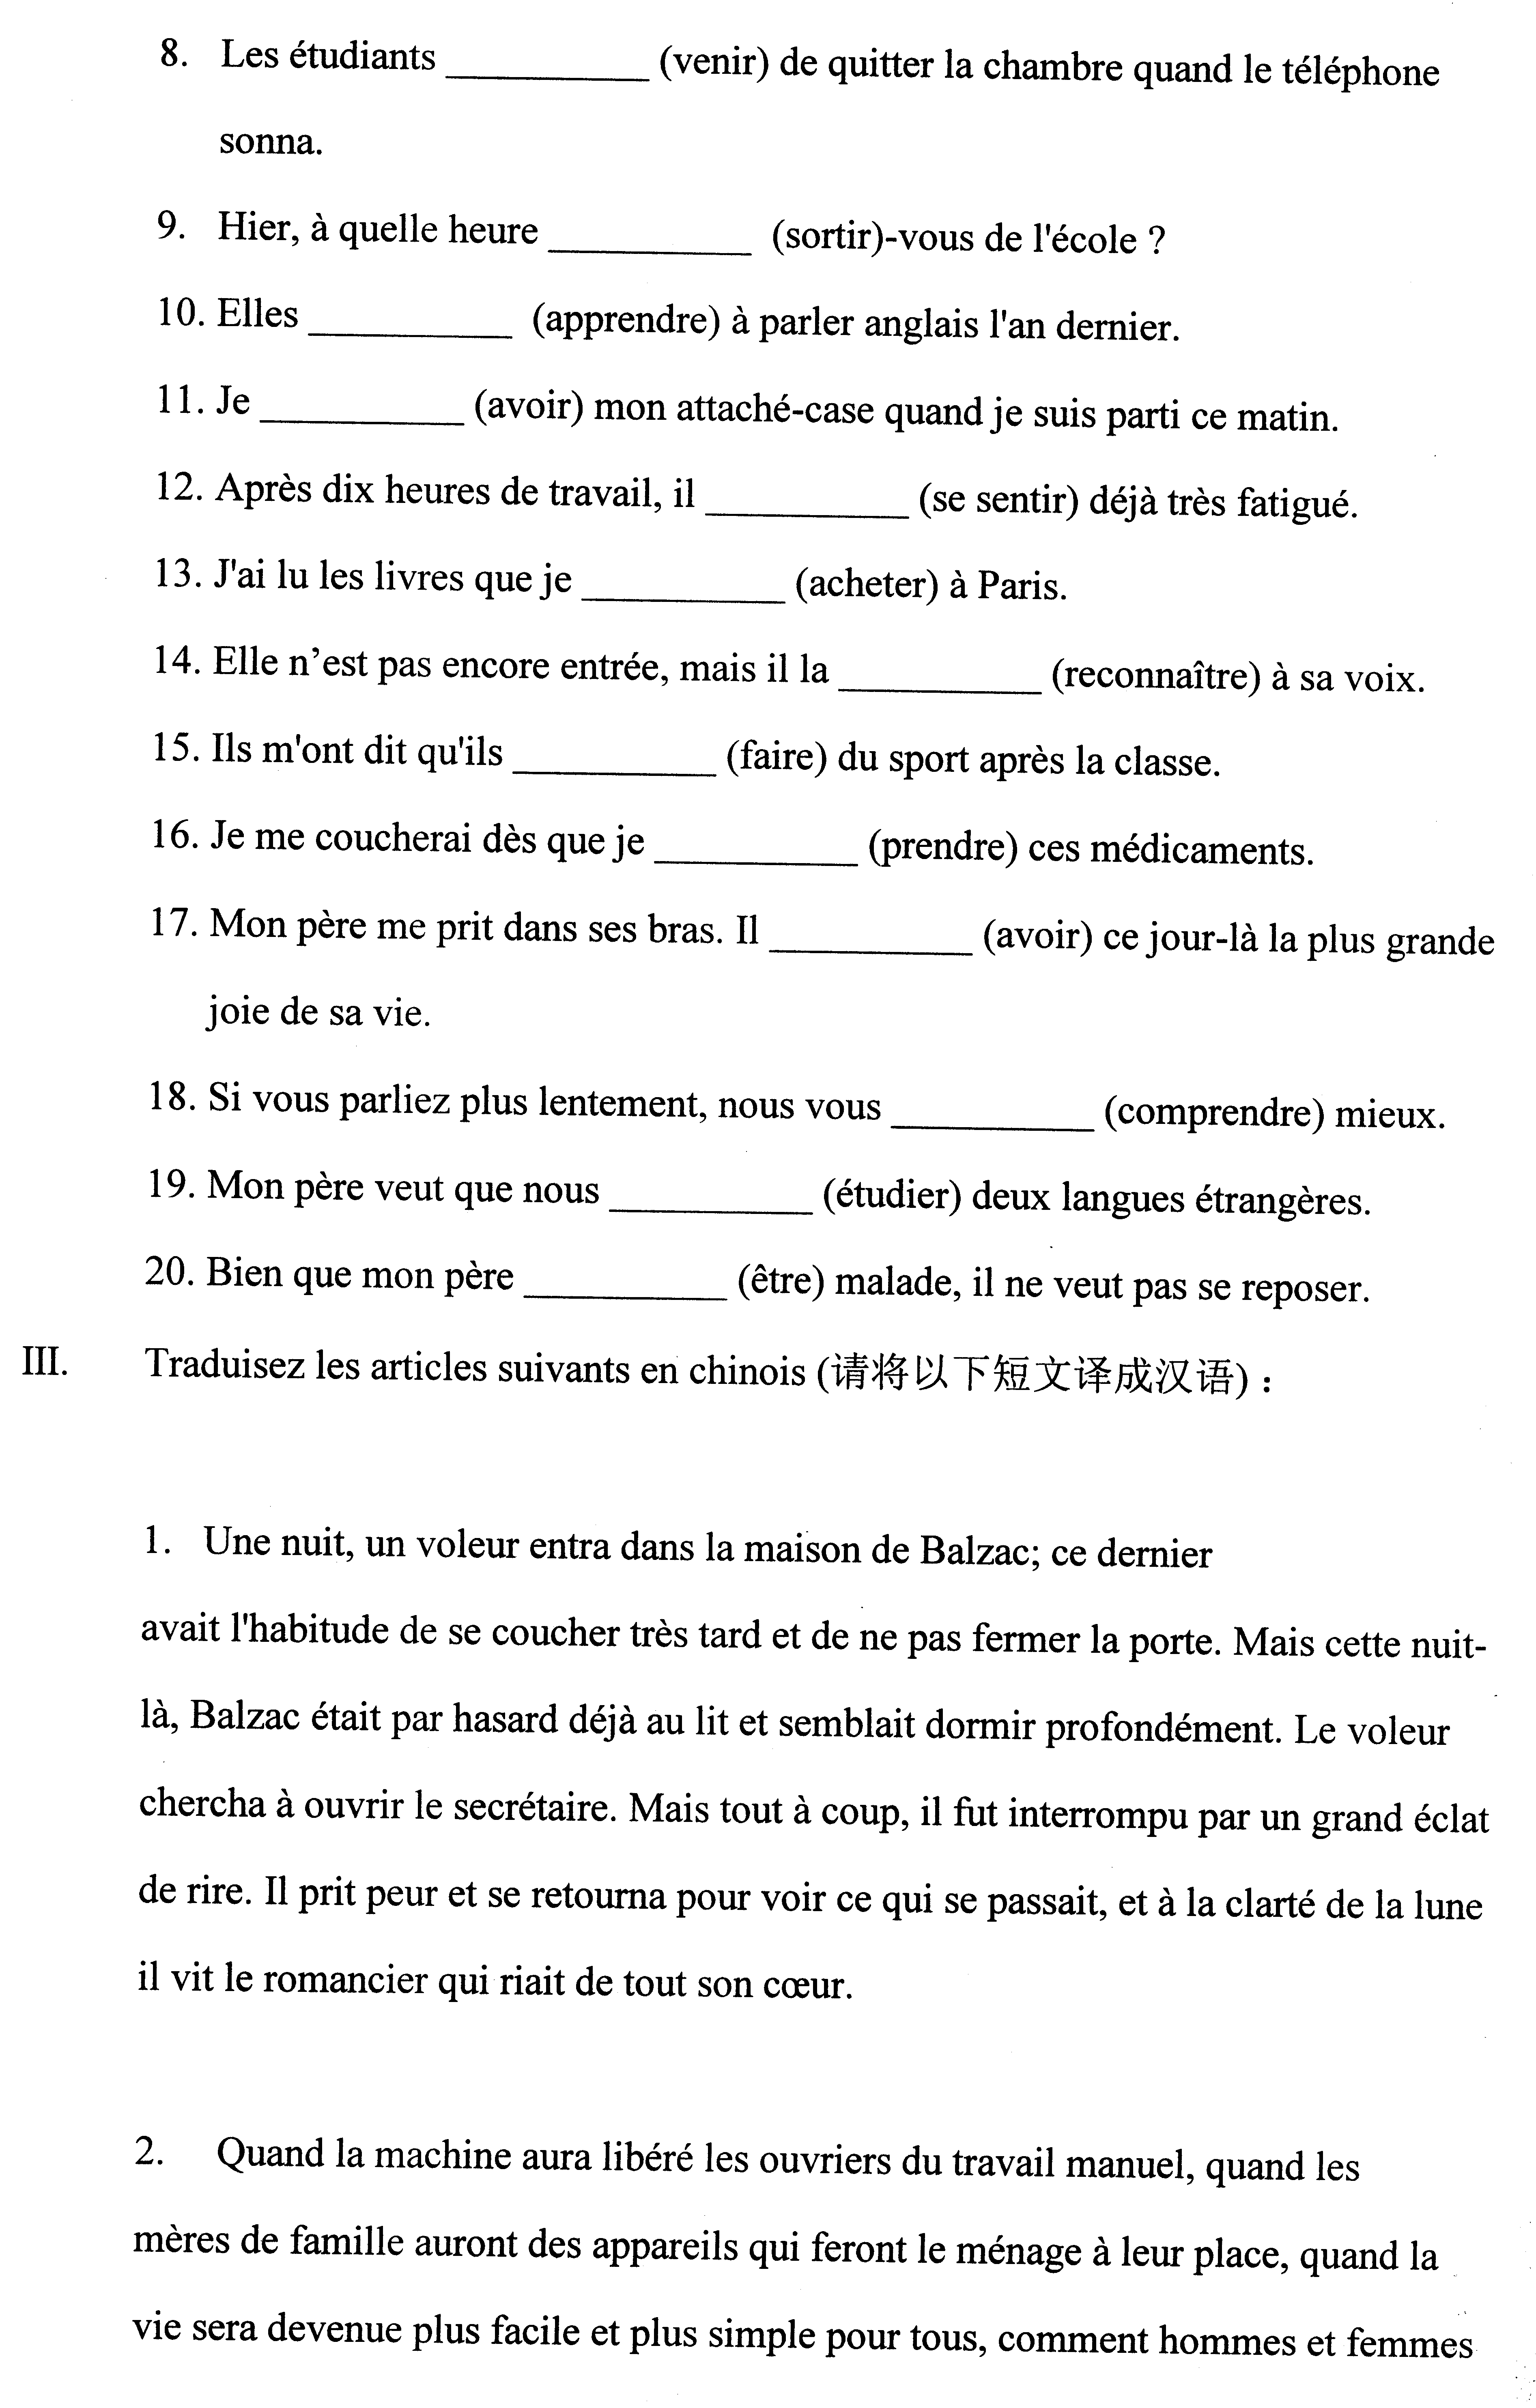 8. Les étudiants __________ (venir) de quitter la chambre quand le téléphone
sonna.
9. Hier, à quelle heure __________ (sortir)-vous de l'école ?
10. Elles __________ (apprendre) à parler anglais l'an dernier.
11. Je __________ (avoir) mon attaché-case quand je suis parti ce matin.
12. Après dix heures de travail, il __________ (se sentir) déjà très fatigué.
13. J'ai lu les livres que je __________ (acheter) à Paris.
14. Elle n’est pas encore entrée, mais il la __________ (reconnaître) à sa voix.
15. Ils m'ont dit qu'ils __________ (faire) du sport après la classe.
16. Je me coucherai dès que je __________ (prendre) ces médicaments.
17. Mon père me prit dans ses bras. Il __________ (avoir) ce jour-là la plus grande
joie de sa vie.
18. Si vous parliez plus lentement, nous vous __________ (comprendre) mieux.
19. Mon père veut que nous __________ (étudier) deux langues étrangères.
20. Bien que mon père __________ (être) malade, il ne veut pas se reposer.
III. Traduisez les articles suivants en chinois (请将以下短文译成汉语) :
1. Une nuit, un voleur entra dans la maison de Balzac; ce dernier
avait l'habitude de se coucher très tard et de ne pas fermer la porte. Mais cette nuit-
là, Balzac était par hasard déjà au lit et semblait dormir profondément. Le voleur
chercha à ouvrir le secrétaire. Mais tout à coup, il fut interrompu par un grand éclat
de rire. Il prit peur et se retourna pour voir ce qui se passait, et à la clarté de la lune
il vit le romancier qui riait de tout son cœur.
2. Quand la machine aura libéré les ouvriers du travail manuel, quand les
mères de famille auront des appareils qui feront le ménage à leur place, quand la
vie sera devenue plus facile et plus simple pour tous, comment hommes et femmes